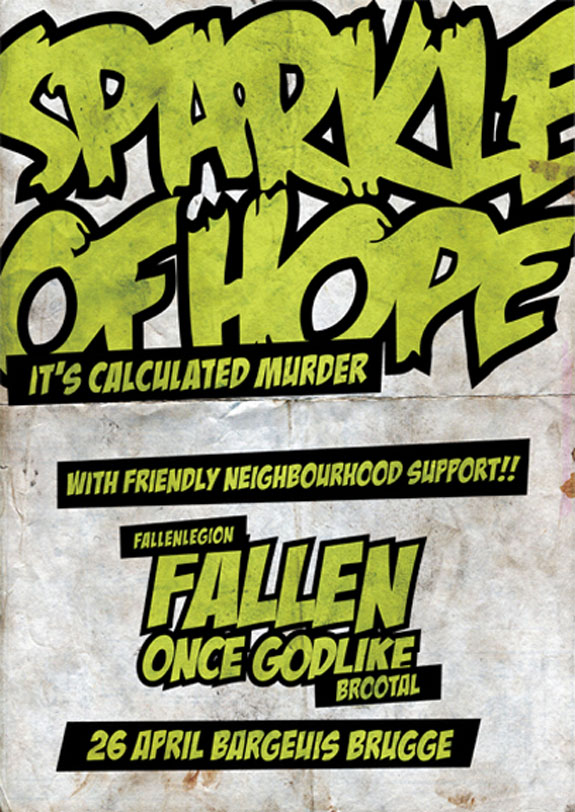 SPARKLE
OF HOPE
IT'S CALCULATED MURDER
WITH FRIENDLY NEIGHBOURHOOD SUPPORT!!
FALLENLEGION
FALLEN
ONCE GODLIKE
BROOTAL
26 APRIL BARGEUIS BRUGGE